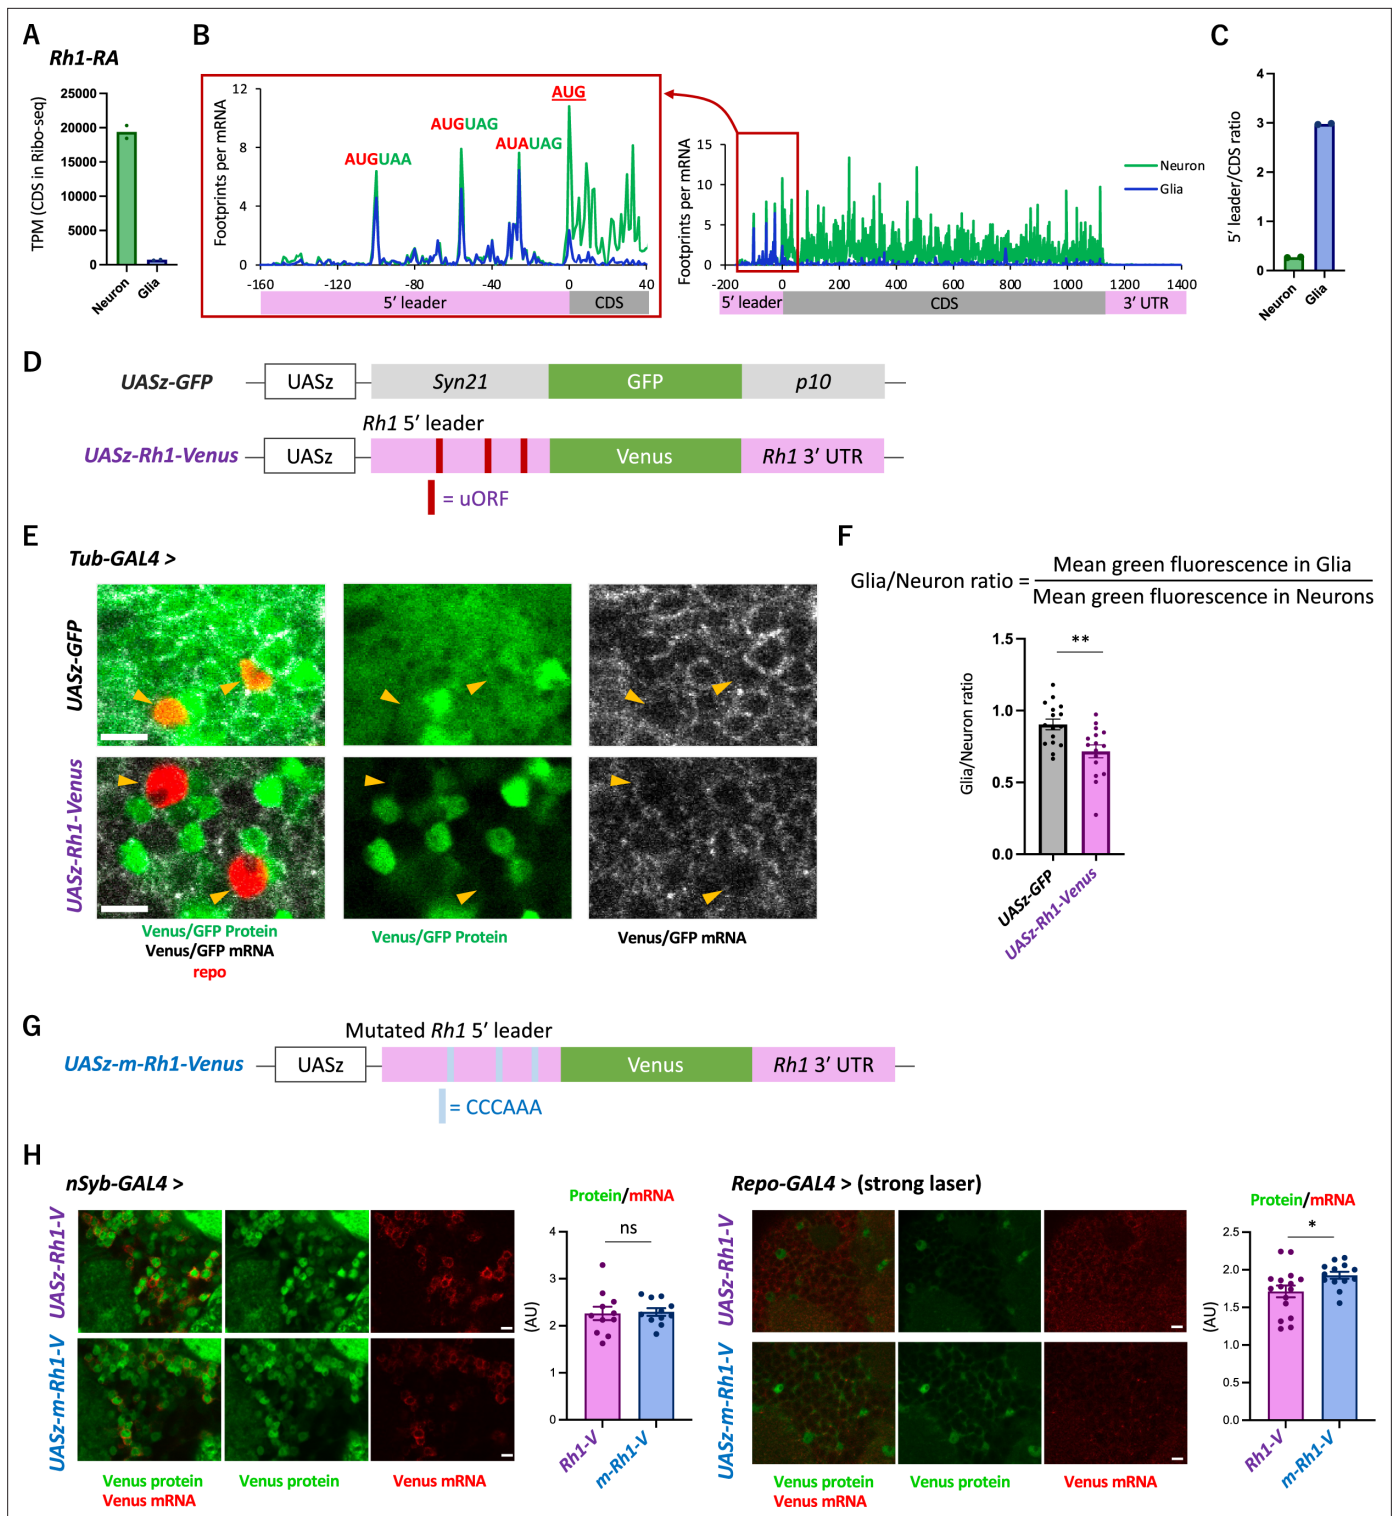 A
Rh1-RA
TPM (CDS in Ribo-seq)
25000
20000
15000
10000
5000
0
Neuron
Glia
B
Footprints per mRNA
12
8
4
0
AUGUAA
AUGUAG
AUAUAG
AUG
-160
-120
-80
-40
0
40
5′ leader
CDS
Footprints per mRNA
15
10
5
0
Neuron
Glia
-200
0
200
400
600
800
1000
1200
1400
5′ leader
CDS
3′ UTR
C
5′ leader/CDS ratio
4
3
2
1
0
Neuron
Glia
D
UASz-GFP
UASz
Syn21
GFP
p10
Rh1 5′ leader
UASz-Rh1-Venus
UASz
Venus
Rh1 3′ UTR
= uORF
E
Tub-GAL4 >
UASz-GFP
UASz-Rh1-Venus
Venus/GFP Protein
Venus/GFP mRNA
repo
Venus/GFP Protein
Venus/GFP mRNA
F
Glia/Neuron ratio =
Mean green fluorescence in Glia
Mean green fluorescence in Neurons
Glia/Neuron ratio
1.5
1.0
0.5
0.0
**
UASz-GFP
UASz-Rh1-Venus
G
Mutated Rh1 5′ leader
UASz-m-Rh1-Venus
UASz
Venus
Rh1 3′ UTR
= CCCAAA
H
nSyb-GAL4 >
UASz-Rh1-V
UASz-m-Rh1-V
Venus protein
Venus mRNA
Venus protein
Venus mRNA
Protein/mRNA
(AU)
4
3
2
1
0
ns
Rh1-V
m-Rh1-V
Repo-GAL4 > (strong laser)
UASz-Rh1-V
UASz-m-Rh1-V
Venus protein
Venus mRNA
Venus protein
Venus mRNA
Protein/mRNA
(AU)
2.5
2.0
1.5
1.0
0.5
0.0
*
Rh1-V
m-Rh1-V